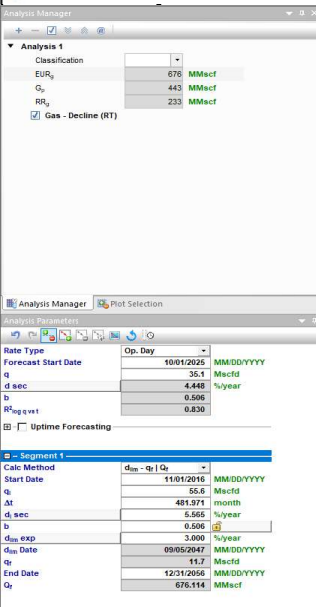 Analysis Manager
Analysis 1
Classification
EURg 676 MMscf
Gp 443 MMscf
RRg 233 MMscf
Gas - Decline (RT)
Analysis Manager Plot Selection
Analysis Parameters
Rate Type Op. Day
Forecast Start Date 10/01/2025 MM/DD/YYYY
q 35.1 Mscfd
d sec 4.448 %/year
b 0.506
R² log q vs t 0.830
Uptime Forecasting
– Segment 1
Calc Method dlim - qf | Qf
Start Date 11/01/2016 MM/DD/YYYY
qi 55.6 Mscfd
Δt 481.971 month
di sec 5.565 %/year
b 0.506
dlim exp 3.000 %/year
dlim Date 09/05/2047 MM/DD/YYYY
qf 11.7 Mscfd
End Date 12/31/2056 MM/DD/YYYY
Qf 676.114 MMscf